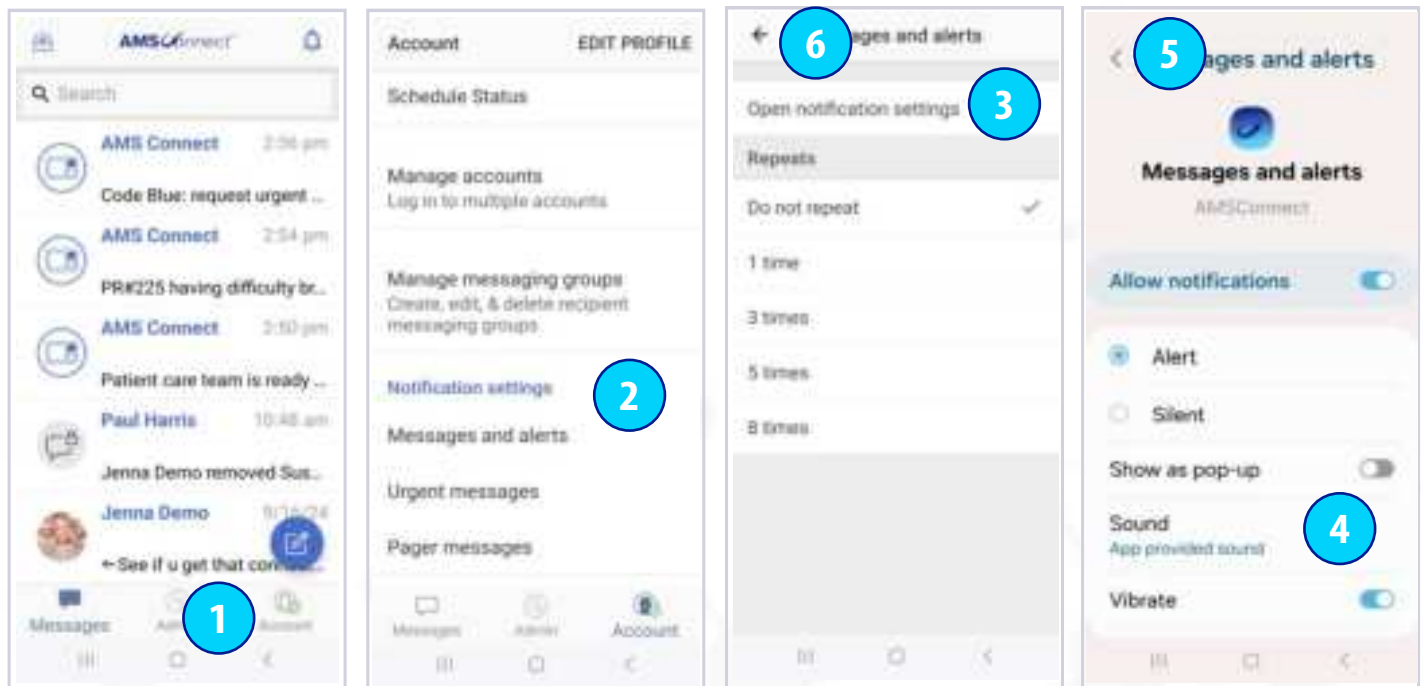 AMSConnect
Search
AMS Connect 2:56 pm
Code Blue: request urgent ...
AMS Connect 2:54 pm
PR#225 having difficulty br...
AMS Connect 2:50 pm
Patient care team is ready ...
Paul Harris 10:48 am
Jenna Demo removed Sus...
Jenna Demo 9/16/24
←See if u get that con
Messages Account
1
Account EDIT PROFILE
Schedule Status
Manage accounts
Log in to multiple accounts
Manage messaging groups
Create, edit, & delete recipient
messaging groups
Notification settings
2
Messages and alerts
Urgent messages
Pager messages
Messages Admin Account
6 ages and alerts
Open notification settings 3
Repeats
Do not repeat
1 time
3 times
5 times
8 times
5 ages and alerts
Messages and alerts
AMSConnect
Allow notifications
Alert
Silent
Show as pop-up
Sound
App provided sound
4
Vibrate